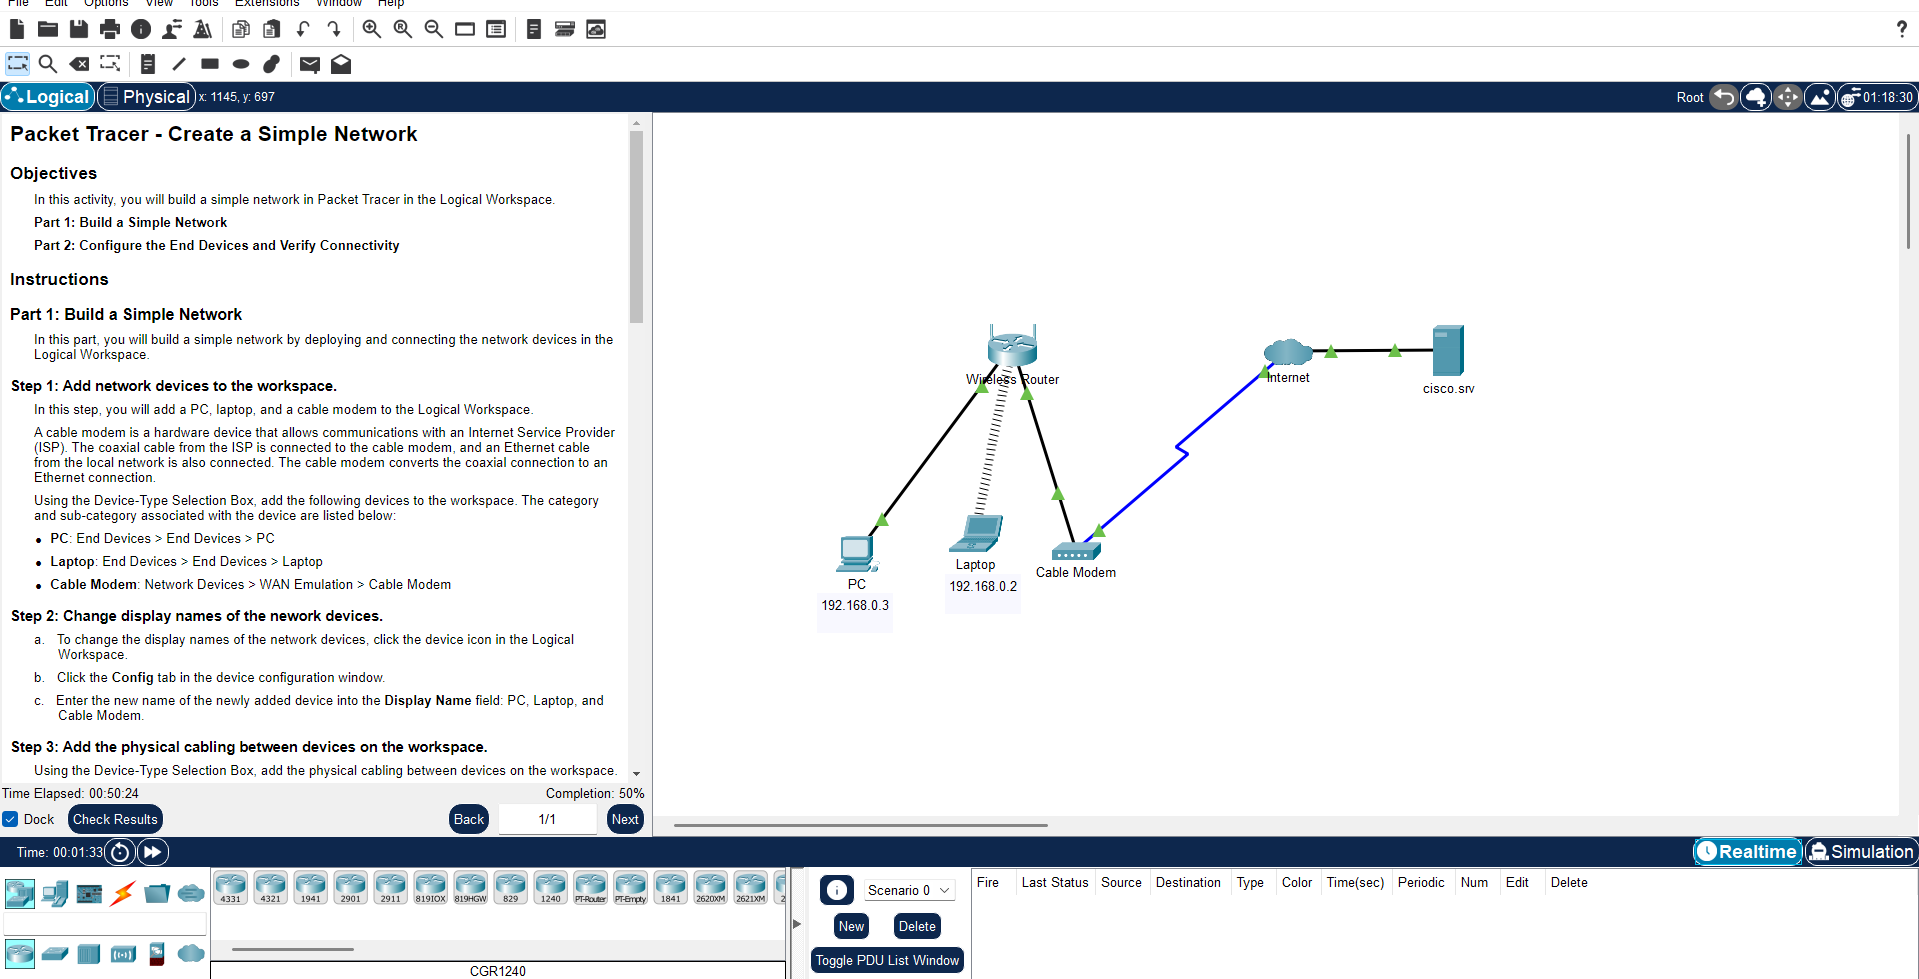 File Edit Options View Tools Extensions Window Help
Logical Physical x: 1145, y: 697 Root 01:18:30
Packet Tracer - Create a Simple Network
Objectives
In this activity, you will build a simple network in Packet Tracer in the Logical Workspace.
Part 1: Build a Simple Network
Part 2: Configure the End Devices and Verify Connectivity
Instructions
Part 1: Build a Simple Network
In this part, you will build a simple network by deploying and connecting the network devices in the
Logical Workspace.
Step 1: Add network devices to the workspace.
In this step, you will add a PC, laptop, and a cable modem to the Logical Workspace.
A cable modem is a hardware device that allows communications with an Internet Service Provider
(ISP). The coaxial cable from the ISP is connected to the cable modem, and an Ethernet cable
from the local network is also connected. The cable modem converts the coaxial connection to an
Ethernet connection.
Using the Device-Type Selection Box, add the following devices to the workspace. The category
and sub-category associated with the device are listed below:
• PC: End Devices > End Devices > PC
• Laptop: End Devices > End Devices > Laptop
• Cable Modem: Network Devices > WAN Emulation > Cable Modem
Step 2: Change display names of the nework devices.
a. To change the display names of the network devices, click the device icon in the Logical
Workspace.
b. Click the Config tab in the device configuration window.
c. Enter the new name of the newly added device into the Display Name field: PC, Laptop, and
Cable Modem.
Step 3: Add the physical cabling between devices on the workspace.
Using the Device-Type Selection Box, add the physical cabling between devices on the workspace.
Time Elapsed: 00:50:24 Completion: 50%
Dock Check Results Back 1/1 Next
Wireless Router
Internet
cisco.srv
PC
192.168.0.3
Laptop
192.168.0.2
Cable Modem
Time: 00:01:33 Realtime Simulation
4331 4321 1941 2901 2911 819IOX 819HGW 829 1240 PT-Router PT-Empty 1841 2620XM 2621XM 2
CGR1240
Scenario 0
New Delete
Toggle PDU List Window
Fire Last Status Source Destination Type Color Time(sec) Periodic Num Edit Delete